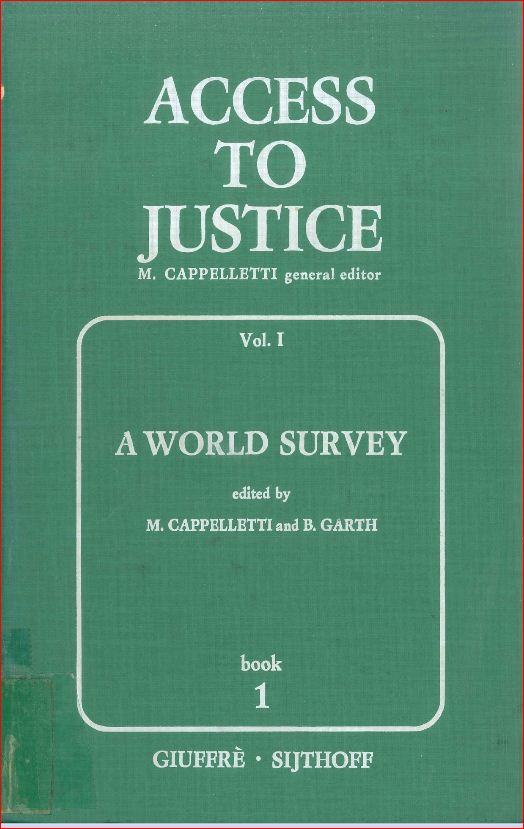 ACCESS
TO
JUSTICE
M. CAPPELLETTI general editor
Vol. I
A WORLD SURVEY
edited by
M. CAPPELLETTI and B. GARTH
book
1
GIUFFRÈ · SIJTHOFF